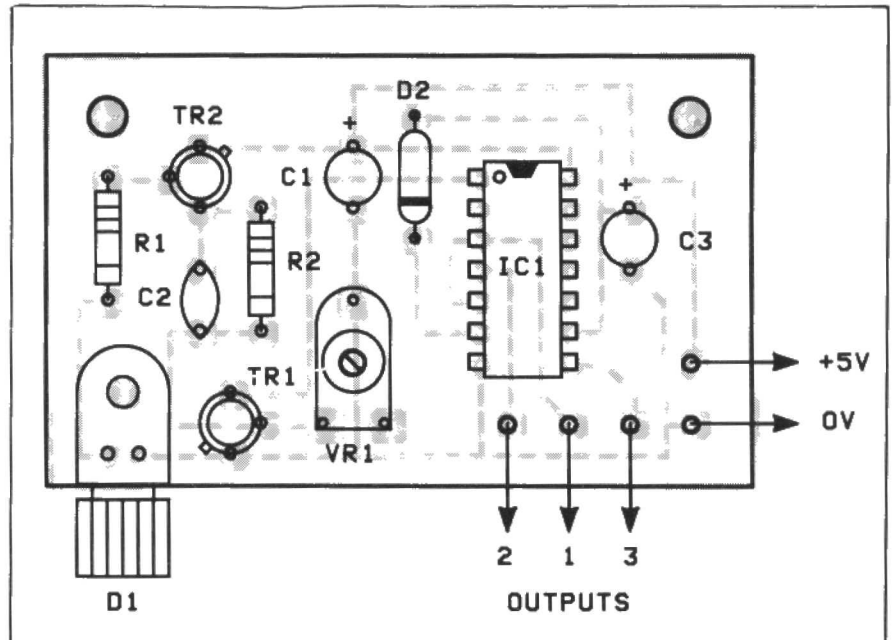 D2
TR2
+
C1
+
R1
R2
IC1
C3
C2
TR1
+5V
VR1
0V
2 1 3
D1
OUTPUTS